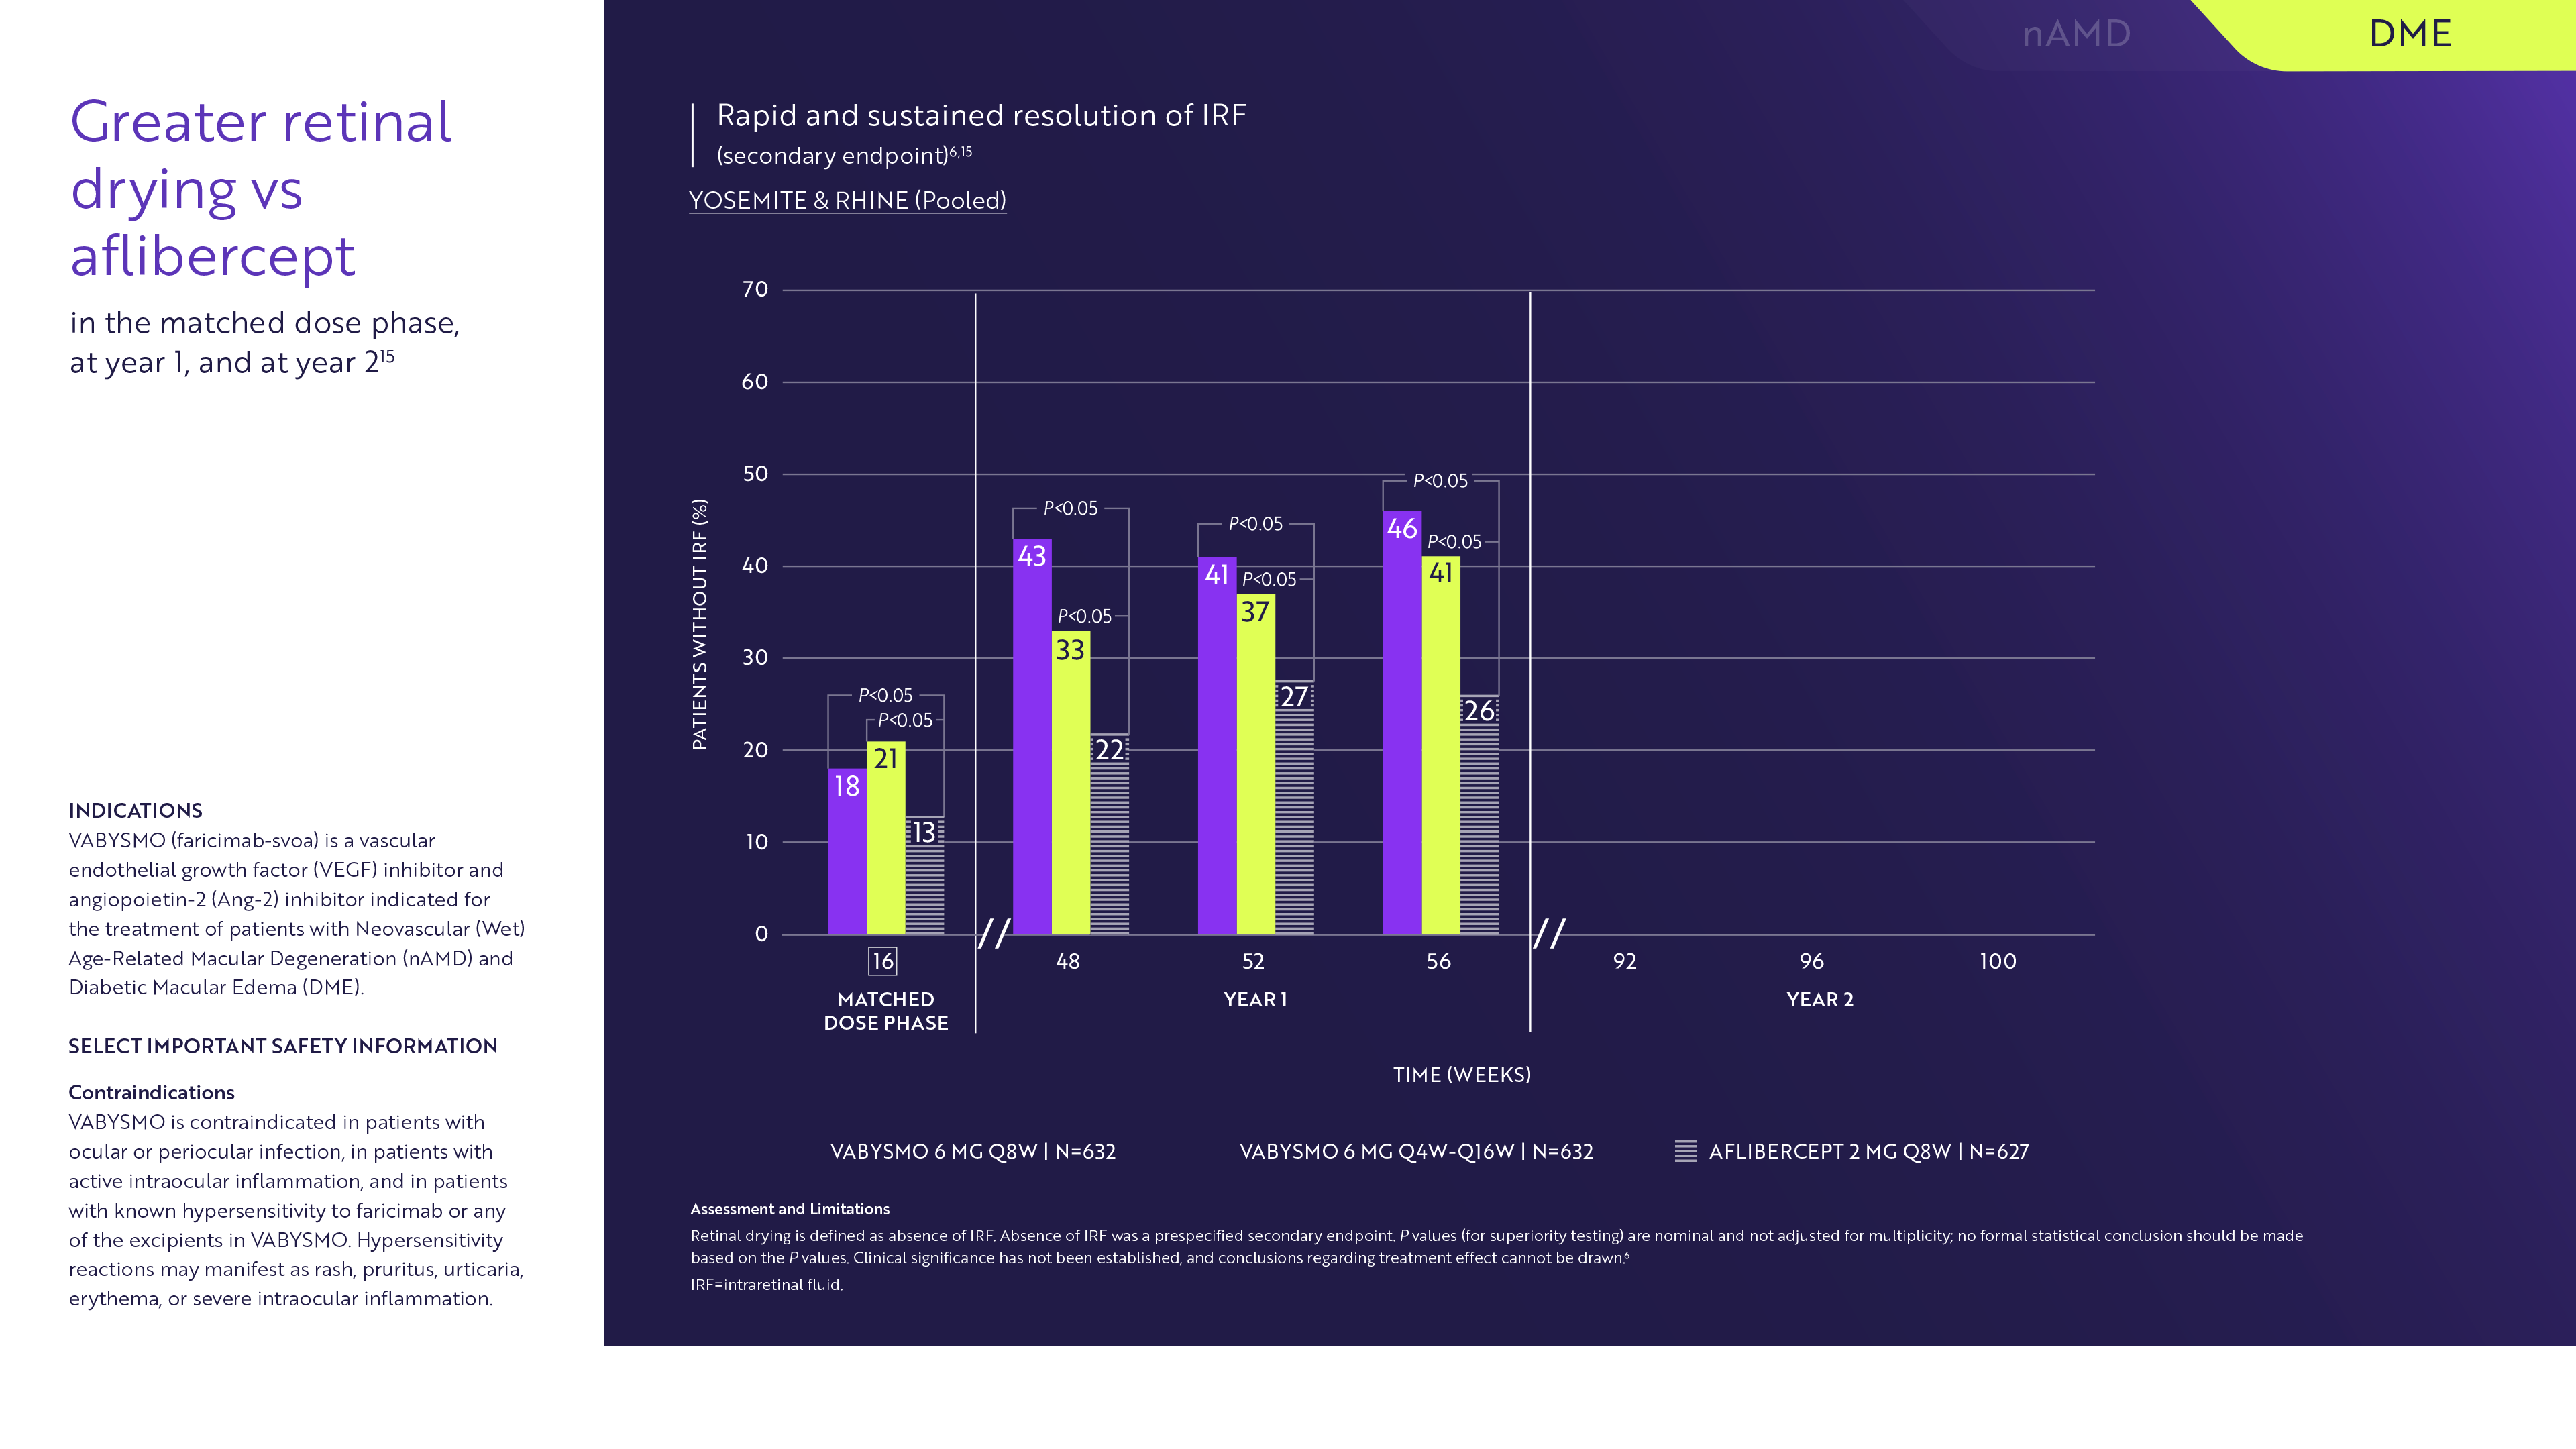 nAMD
DME
Greater retinal
drying vs
aflibercept
in the matched dose phase,
at year 1, and at year 2¹⁵
INDICATIONS
VABYSMO (faricimab-svoa) is a vascular
endothelial growth factor (VEGF) inhibitor and
angiopoietin-2 (Ang-2) inhibitor indicated for
the treatment of patients with Neovascular (Wet)
Age-Related Macular Degeneration (nAMD) and
Diabetic Macular Edema (DME).
SELECT IMPORTANT SAFETY INFORMATION
Contraindications
VABYSMO is contraindicated in patients with
ocular or periocular infection, in patients with
active intraocular inflammation, and in patients
with known hypersensitivity to faricimab or any
of the excipients in VABYSMO. Hypersensitivity
reactions may manifest as rash, pruritus, urticaria,
erythema, or severe intraocular inflammation.
Rapid and sustained resolution of IRF
(secondary endpoint)⁶,¹⁵
YOSEMITE & RHINE (Pooled)
PATIENTS WITHOUT IRF (%)
70
60
50
40
30
20
10
0
P<0.05
P<0.05
18
21
13
P<0.05
P<0.05
43
33
22
P<0.05
P<0.05
41
37
27
P<0.05
P<0.05
46
41
26
//
//
16
48
52
56
92
96
100
MATCHED
DOSE PHASE
YEAR 1
YEAR 2
TIME (WEEKS)
VABYSMO 6 MG Q8W | N=632
VABYSMO 6 MG Q4W-Q16W | N=632
AFLIBERCEPT 2 MG Q8W | N=627
Assessment and Limitations
Retinal drying is defined as absence of IRF. Absence of IRF was a prespecified secondary endpoint. P values (for superiority testing) are nominal and not adjusted for multiplicity; no formal statistical conclusion should be made
based on the P values. Clinical significance has not been established, and conclusions regarding treatment effect cannot be drawn.⁶
IRF=intraretinal fluid.